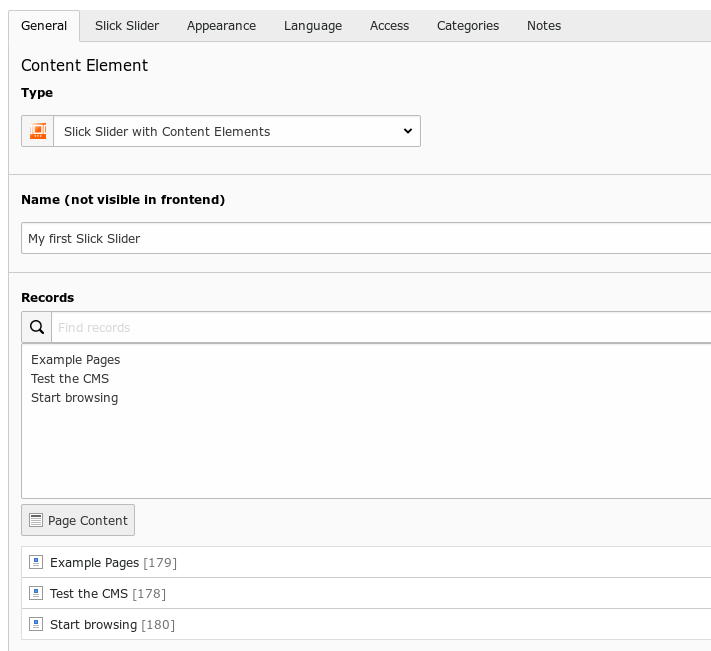 General Slick Slider Appearance Language Access Categories Notes
Content Element
Type
Slick Slider with Content Elements
Name (not visible in frontend)
My first Slick Slider
Records
Find records
Example Pages
Test the CMS
Start browsing
Page Content
Example Pages [179]
Test the CMS [178]
Start browsing [180]